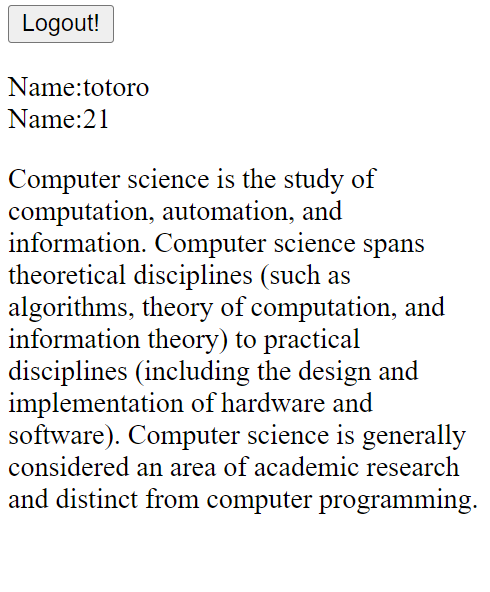 Logout!
Name:totoro
Name:21
Computer science is the study of
computation, automation, and
information. Computer science spans
theoretical disciplines (such as
algorithms, theory of computation, and
information theory) to practical
disciplines (including the design and
implementation of hardware and
software). Computer science is generally
considered an area of academic research
and distinct from computer programming.